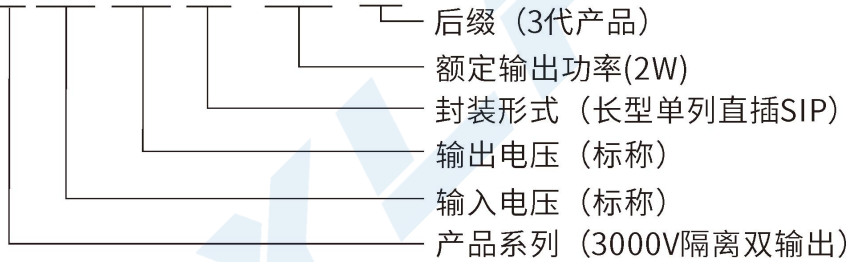 后缀（3代产品）
额定输出功率(2W)
封装形式（长型单列直插SIP）
输出电压（标称）
输入电压（标称）
产品系列（3000V隔离双输出）